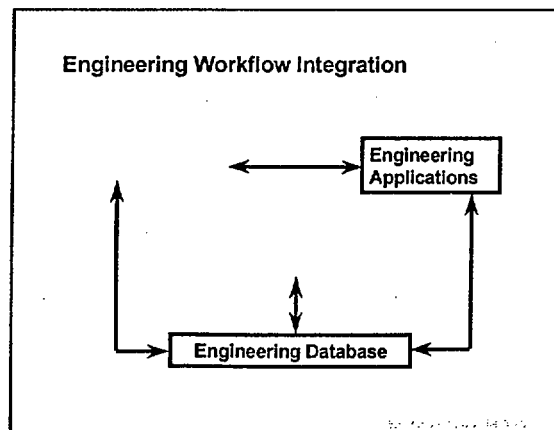 Engineering Workflow Integration
Engineering
Applications
Engineering Database